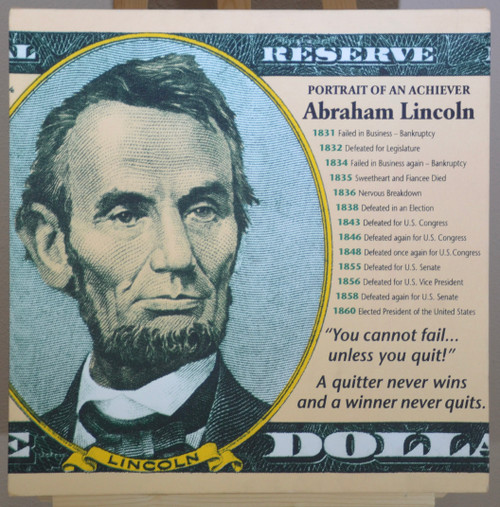 AL RESERVE
PORTRAIT OF AN ACHIEVER
Abraham Lincoln
1831 Failed in Business – Bankruptcy
1832 Defeated for Legislature
1834 Failed in Business again – Bankruptcy
1835 Sweetheart and Fiancee Died
1836 Nervous Breakdown
1838 Defeated in an Election
1843 Defeated for U.S. Congress
1846 Defeated again for U.S. Congress
1848 Defeated once again for U.S. Congress
1855 Defeated for U.S. Senate
1856 Defeated for U.S. Vice President
1858 Defeated again for U.S. Senate
1860 Elected President of the United States
“You cannot fail...
unless you quit!”
A quitter never wins
and a winner never quits.
E DOLLA
LINCOLN